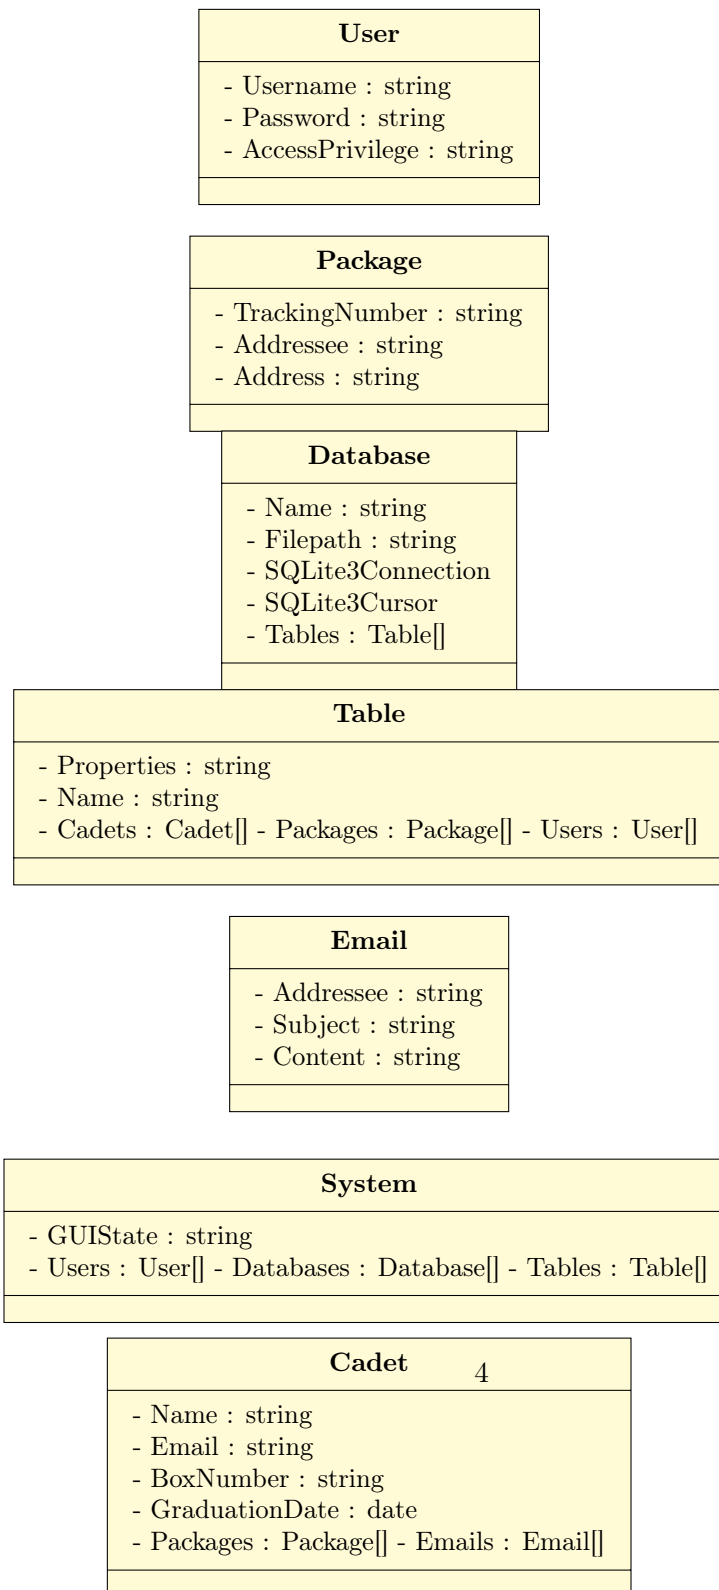 User
- Username : string
- Password : string
- AccessPrivilege : string
Package
- TrackingNumber : string
- Addressee : string
- Address : string
Database
- Name : string
- Filepath : string
- SQLite3Connection
- SQLite3Cursor
- Tables : Table[]
Table
- Properties : string
- Name : string
- Cadets : Cadet[] - Packages : Package[] - Users : User[]
Email
- Addressee : string
- Subject : string
- Content : string
System
- GUIState : string
- Users : User[] - Databases : Database[] - Tables : Table[]
Cadet
4
- Name : string
- Email : string
- BoxNumber : string
- GraduationDate : date
- Packages : Package[] - Emails : Email[]